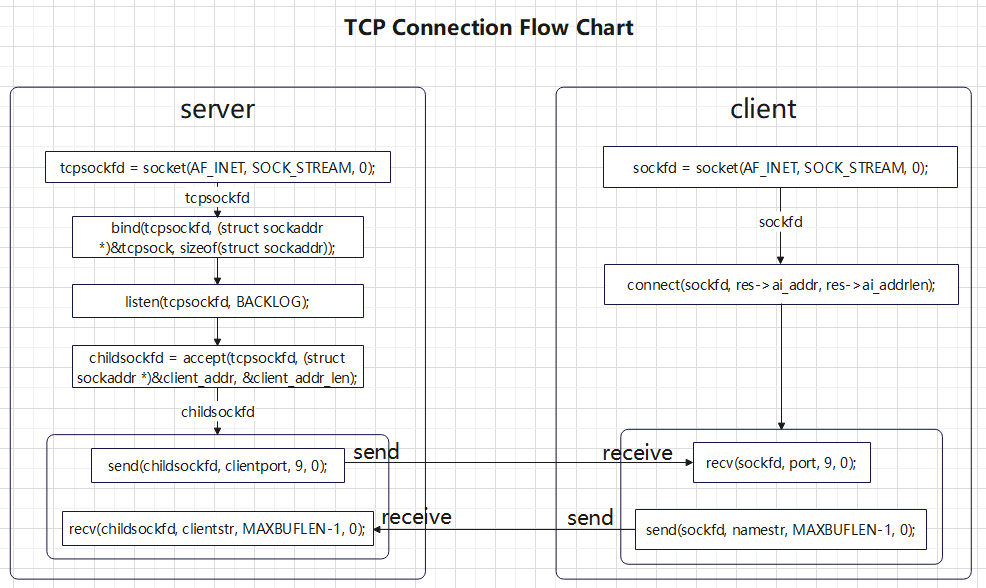 TCP Connection Flow Chart
server
tcpsockfd = socket(AF_INET, SOCK_STREAM, 0);
tcpsockfd
bind(tcpsockfd, (struct sockaddr
*)&tcpsock, sizeof(struct sockaddr));
listen(tcpsockfd, BACKLOG);
childsockfd = accept(tcpsockfd, (struct
sockaddr *)&client_addr, &client_addr_len);
childsockfd
send(childsockfd, clientport, 9, 0);
send
recv(childsockfd, clientstr, MAXBUFLEN-1, 0);
receive
client
sockfd = socket(AF_INET, SOCK_STREAM, 0);
sockfd
connect(sockfd, res->ai_addr, res->ai_addrlen);
receive
recv(sockfd, port, 9, 0);
send
send(sockfd, namestr, MAXBUFLEN-1, 0);